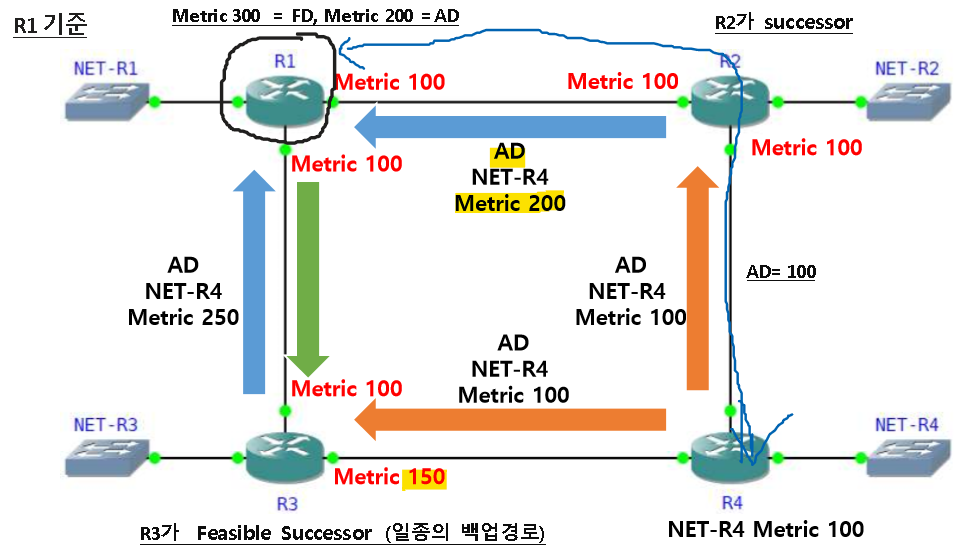 Metric 300 = FD, Metric 200 = AD
R1 기준
R2가 successor
NET-R1
R1
R2
NET-R2
Metric 100
Metric 100
Metric 100
Metric 100
AD
NET-R4
Metric 200
AD
NET-R4
Metric 250
AD
NET-R4
Metric 100
AD= 100
AD
NET-R4
Metric 100
Metric 100
NET-R3
NET-R4
Metric 150
R3
R4
R3가 Feasible Successor (일종의 백업경로)
NET-R4 Metric 100